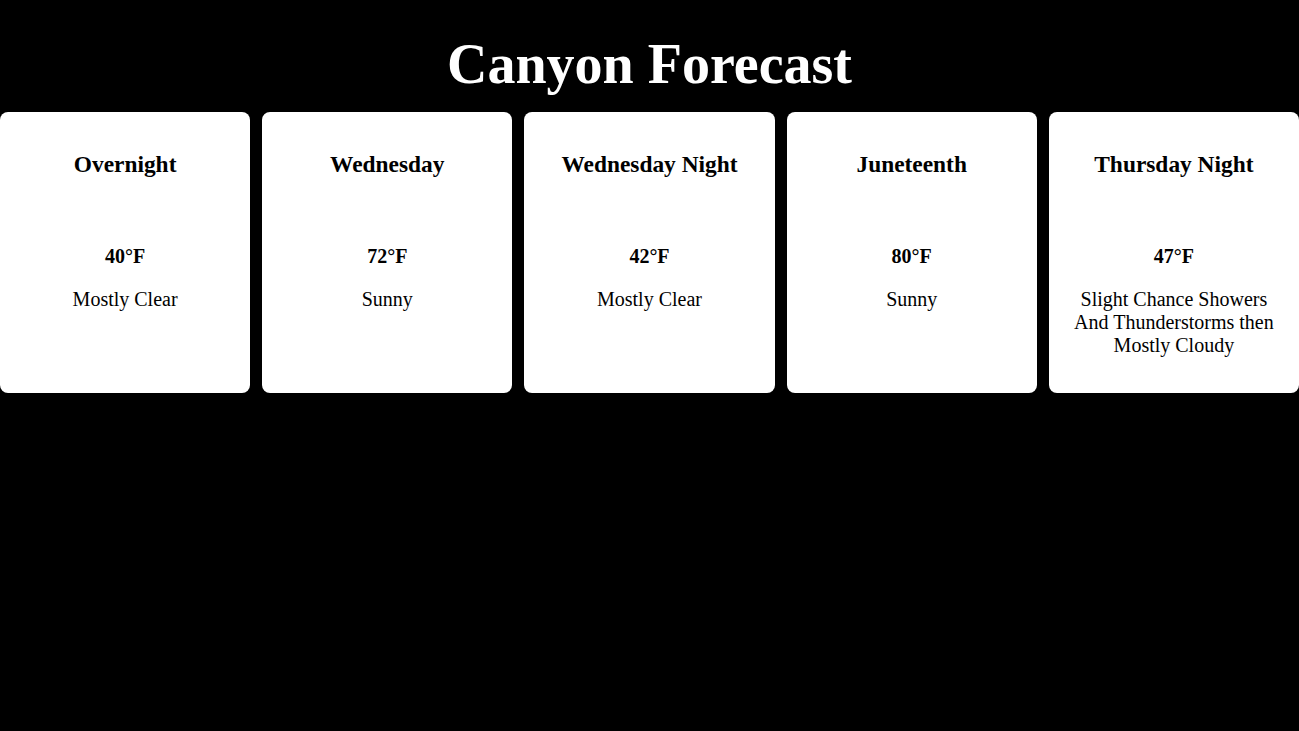 Canyon Forecast
Overnight
40°F
Mostly Clear
Wednesday
72°F
Sunny
Wednesday Night
42°F
Mostly Clear
Juneteenth
80°F
Sunny
Thursday Night
47°F
Slight Chance Showers
And Thunderstorms then
Mostly Cloudy